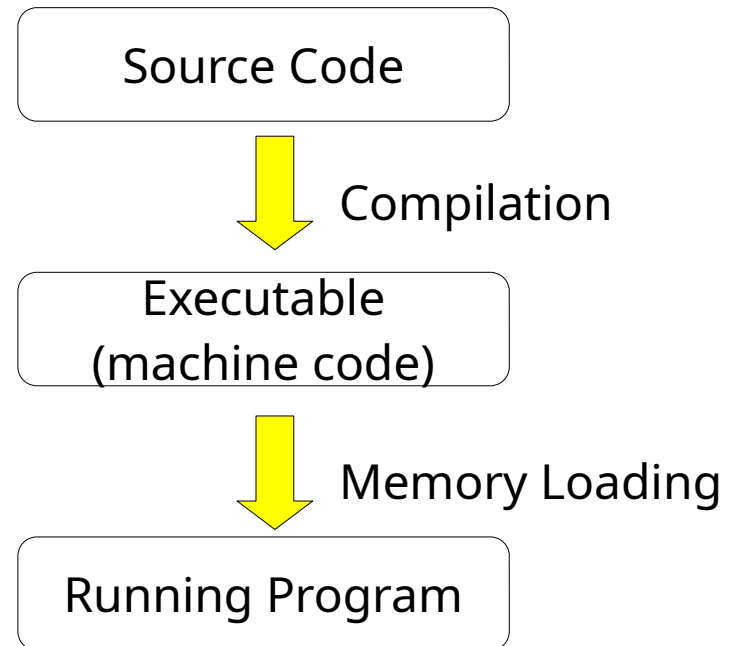 Source Code
Compilation
Executable
(machine code)
Memory Loading
Running Program